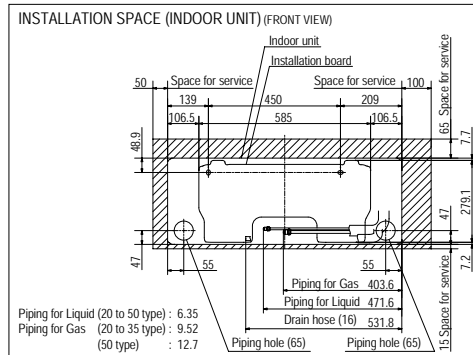 INSTALLATION SPACE (INDOOR UNIT) (FRONT VIEW)
Indoor unit
Installation board
50 Space for service Space for service 100
139 450 209
106.5 585 106.5
65 Space for service
7.7
48.9
279.1
47
47
7.2
15 Space for service
55 55
Piping for Gas 403.6
Piping for Liquid 471.6
Drain hose (16) 531.8
Piping for Liquid (20 to 50 type) : 6.35
Piping for Gas (20 to 35 type) : 9.52
(50 type) : 12.7
Piping hole (65) Piping hole (65)